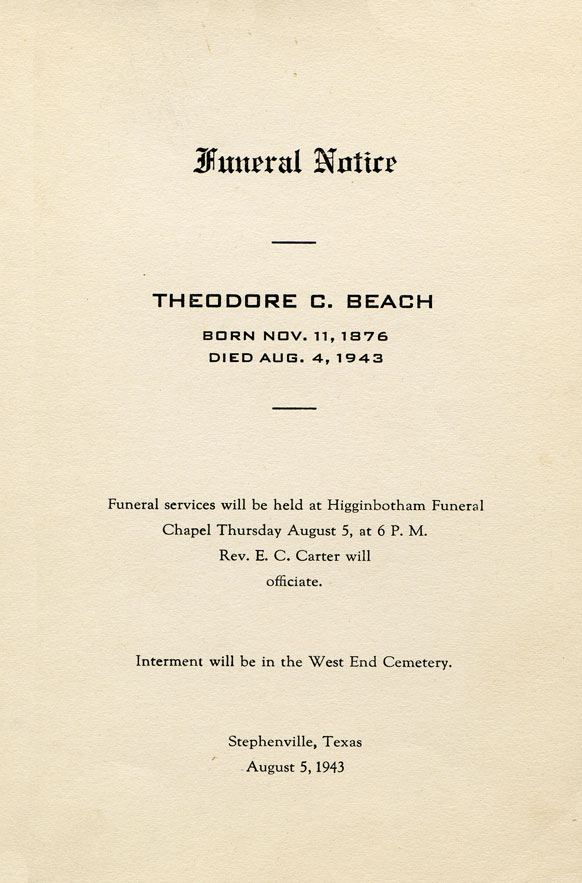 Funeral Notice
THEODORE C. BEACH
BORN NOV. 11, 1876
DIED AUG. 4, 1943
Funeral services will be held at Higginbotham Funeral
Chapel Thursday August 5, at 6 P. M.
Rev. E. C. Carter will
officiate.
Interment will be in the West End Cemetery.
Stephenville, Texas
August 5, 1943